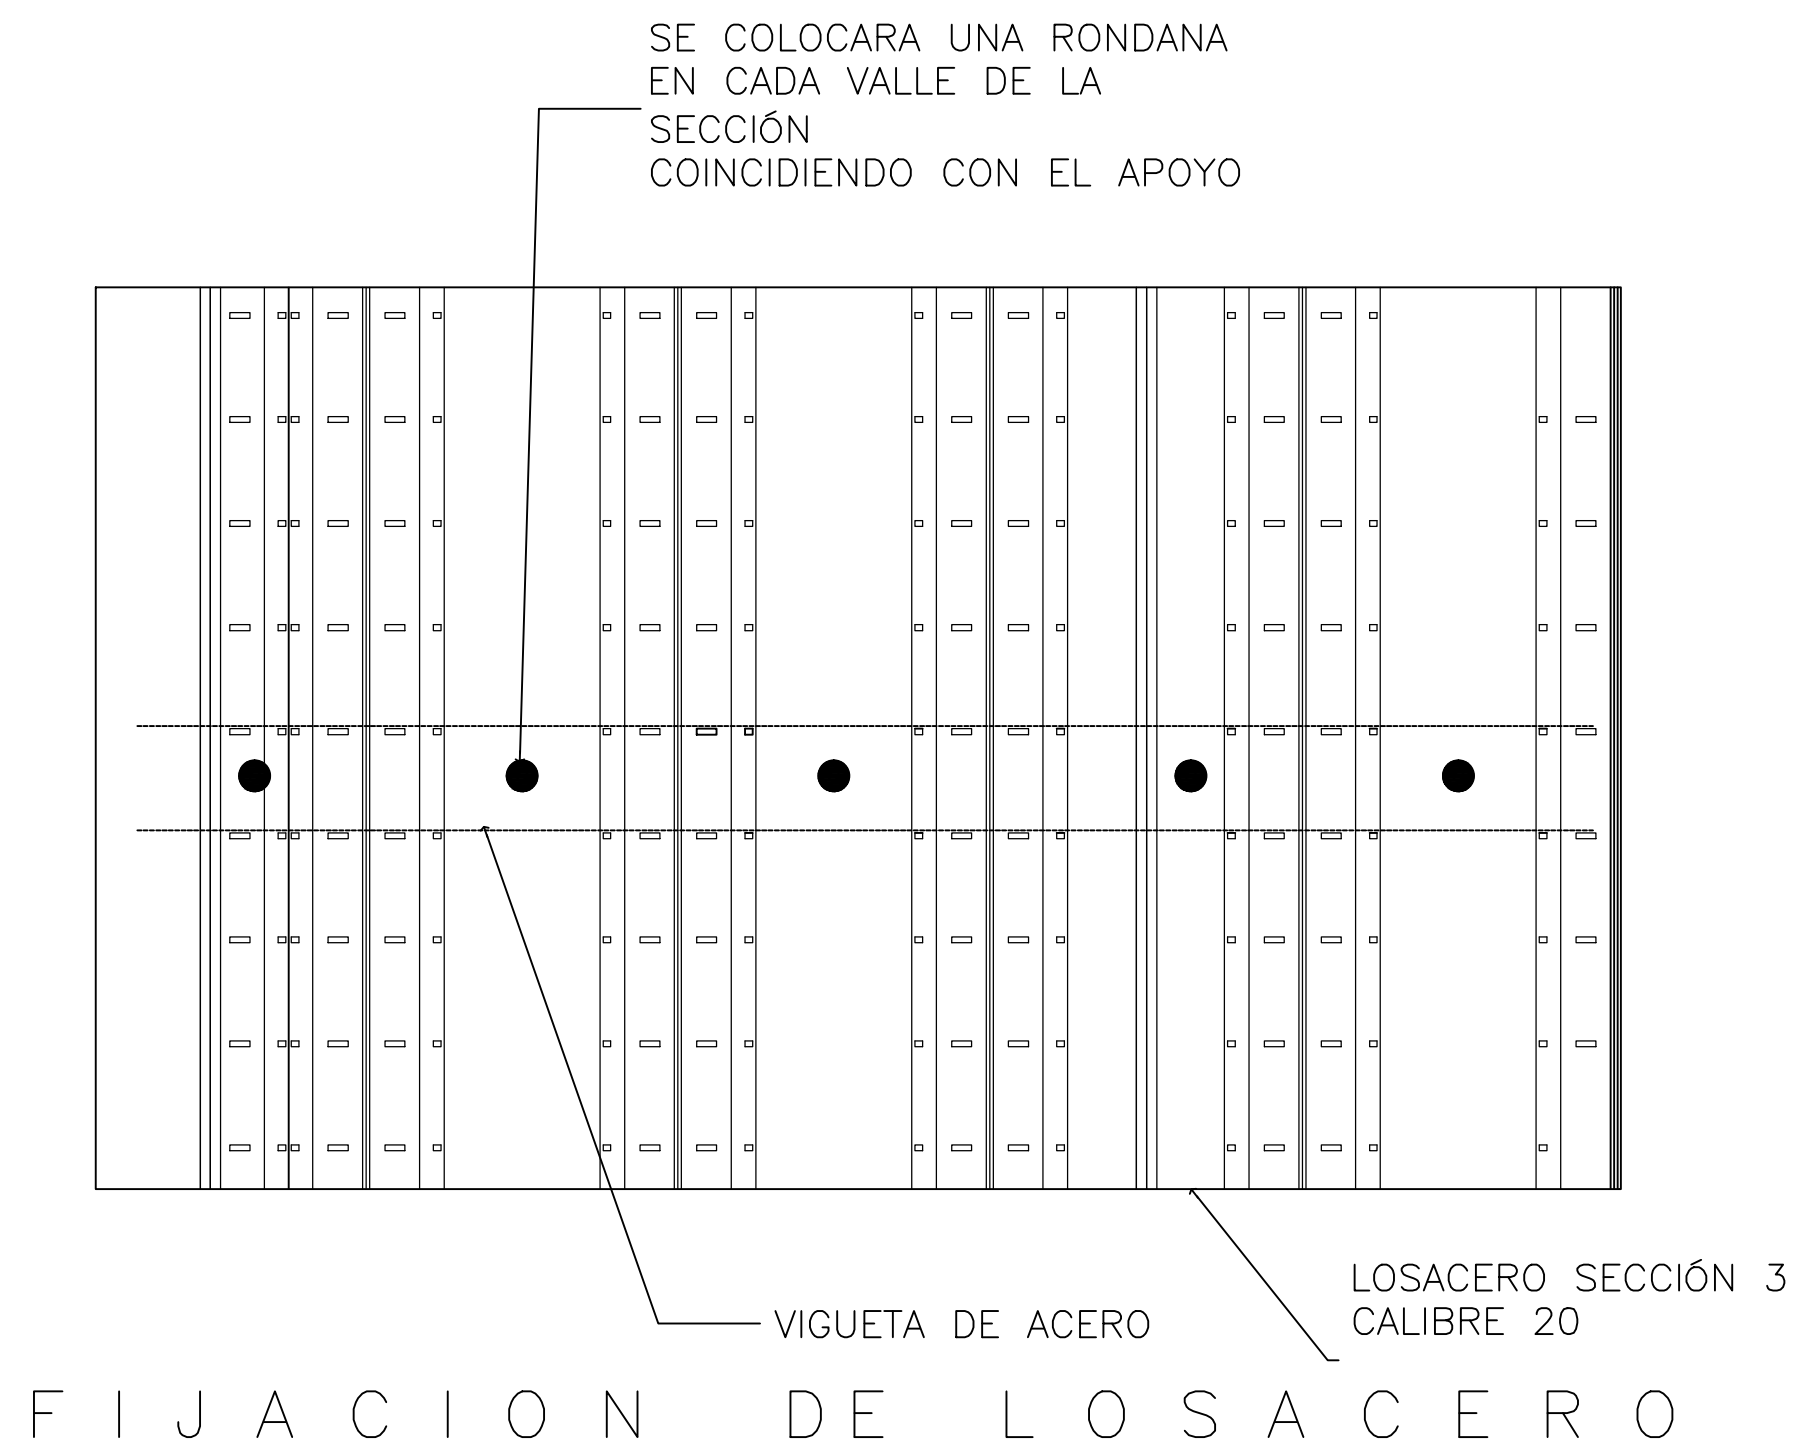 SE COLOCARA UNA RONDANA
EN CADA VALLE DE LA
SECCIÓN
COINCIDIENDO CON EL APOYO
LOSACERO SECCIÓN 3
CALIBRE 20
VIGUETA DE ACERO
FIJACION DE LOSACERO